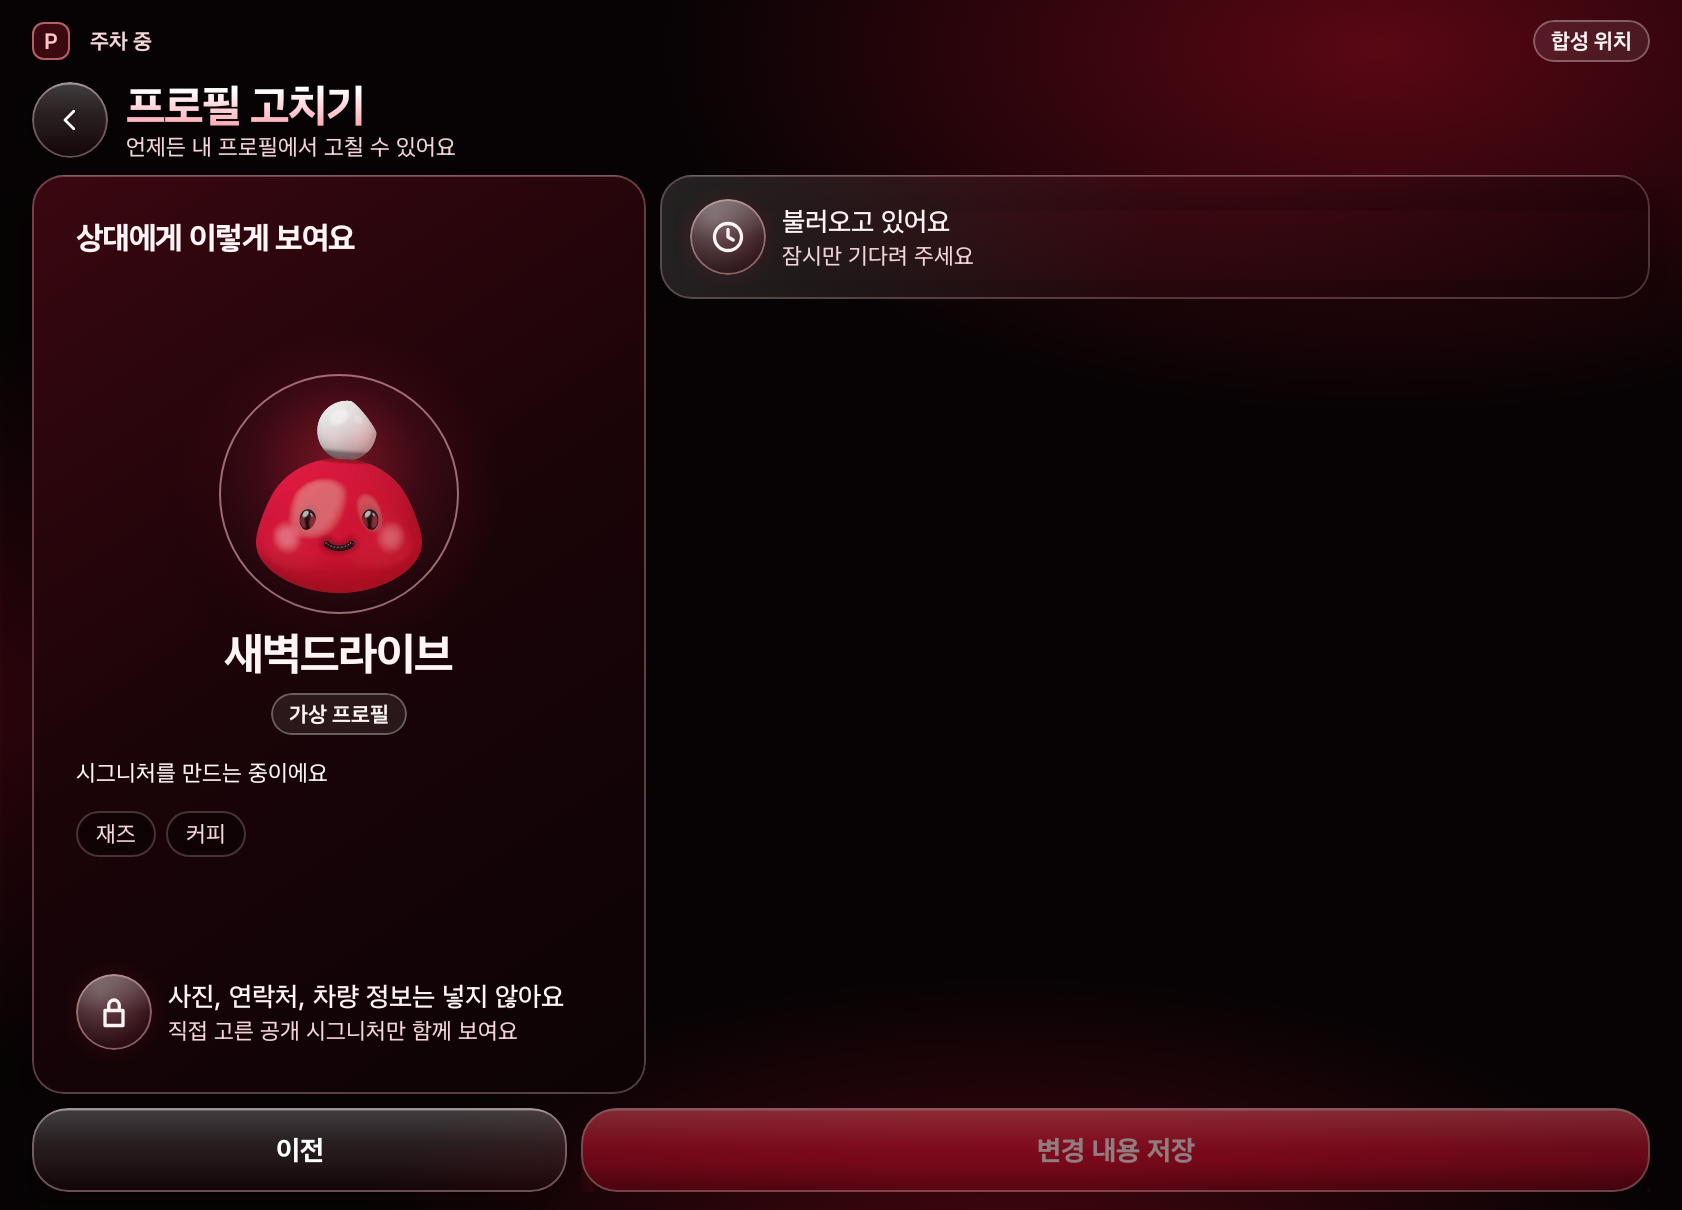 P 주차 중
합성 위치
프로필 고치기
언제든 내 프로필에서 고칠 수 있어요
상대에게 이렇게 보여요
새벽드라이브
가상 프로필
시그니처를 만드는 중이에요
재즈 커피
사진, 연락처, 차량 정보는 넣지 않아요
직접 고른 공개 시그니처만 함께 보여요
불러오고 있어요
잠시만 기다려 주세요
이전
변경 내용 저장